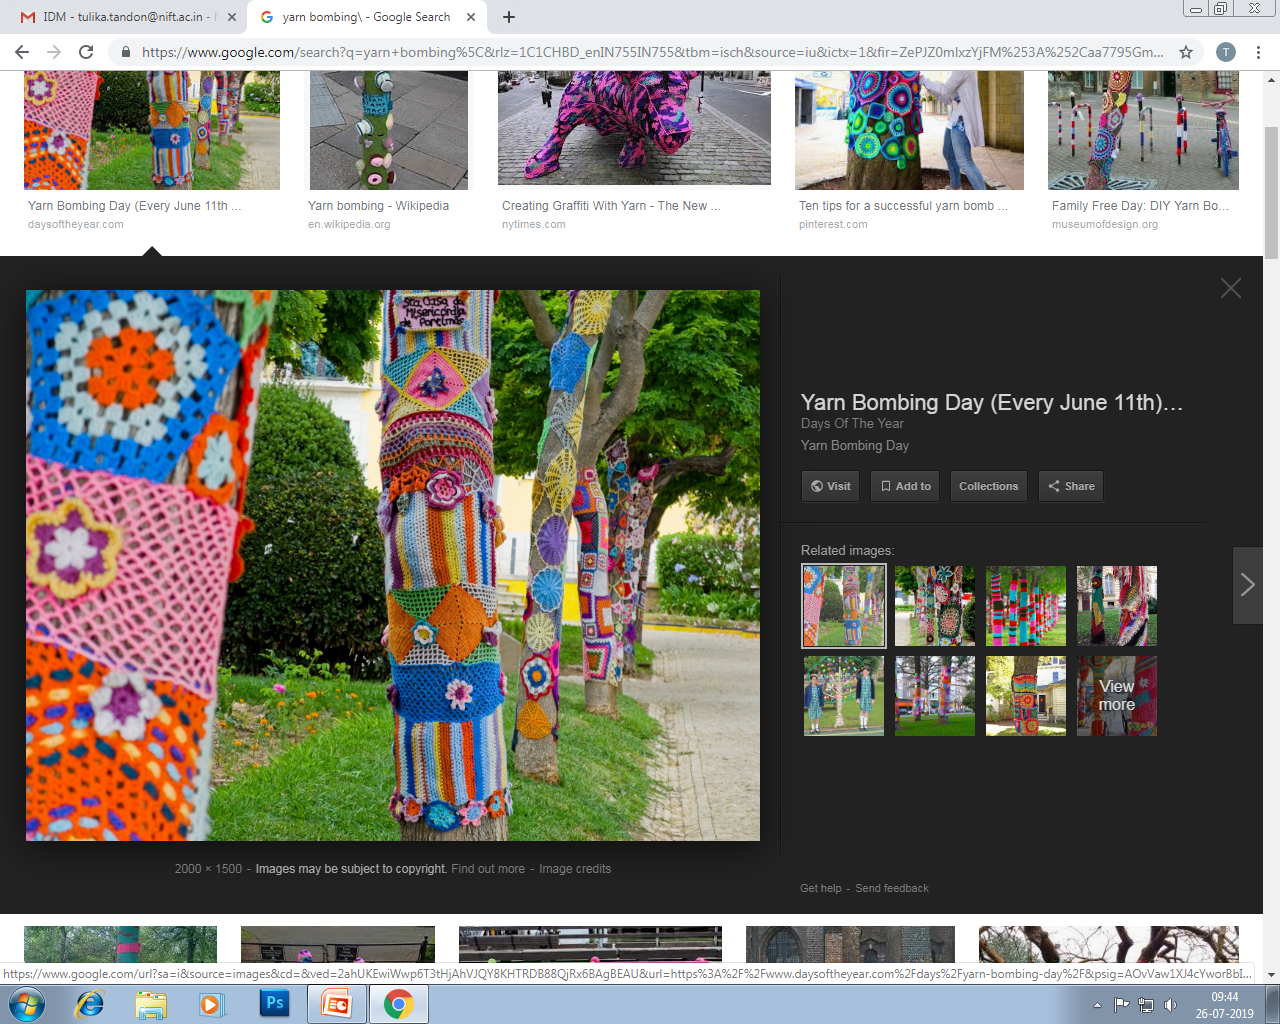 IDM - tulika.tandon@nift.ac.in -
yarn bombing\ - Google Search
https://www.google.com/search?q=yarn+bombing%5C&rlz=1C1CHBD_enIN755IN755&tbm=isch&source=iu&ictx=1&fir=ZePJZ0mlxzYjFM%253A%252Caa7795Gm...
T
Yarn Bombing Day (Every June 11th ...
daysoftheyear.com
Yarn bombing - Wikipedia
en.wikipedia.org
Creating Graffiti With Yarn - The New ...
nytimes.com
Ten tips for a successful yarn bomb ...
pinterest.com
Family Free Day: DIY Yarn Bo...
museumofdesign.org
Sta Casa da
Misericórdia
de Portimão
Yarn Bombing Day (Every June 11th)...
Days Of The Year
Yarn Bombing Day
Visit
Add to
Collections
Share
Related images:
View
more
2000 × 1500 - Images may be subject to copyright. Find out more - Image credits
Get help - Send feedback
https://www.google.com/url?sa=i&source=images&cd=&ved=2ahUKEwiWwp6T3tHjAhVJQY8KHTRDB88QjRx6BAgBEAU&url=https%3A%2F%2Fwww.daysoftheyear.com%2Fdays%2Fyarn-bombing-day%2F&psig=AOvVaw1XJ4cYworBbI...
Ps
09:44
26-07-2019